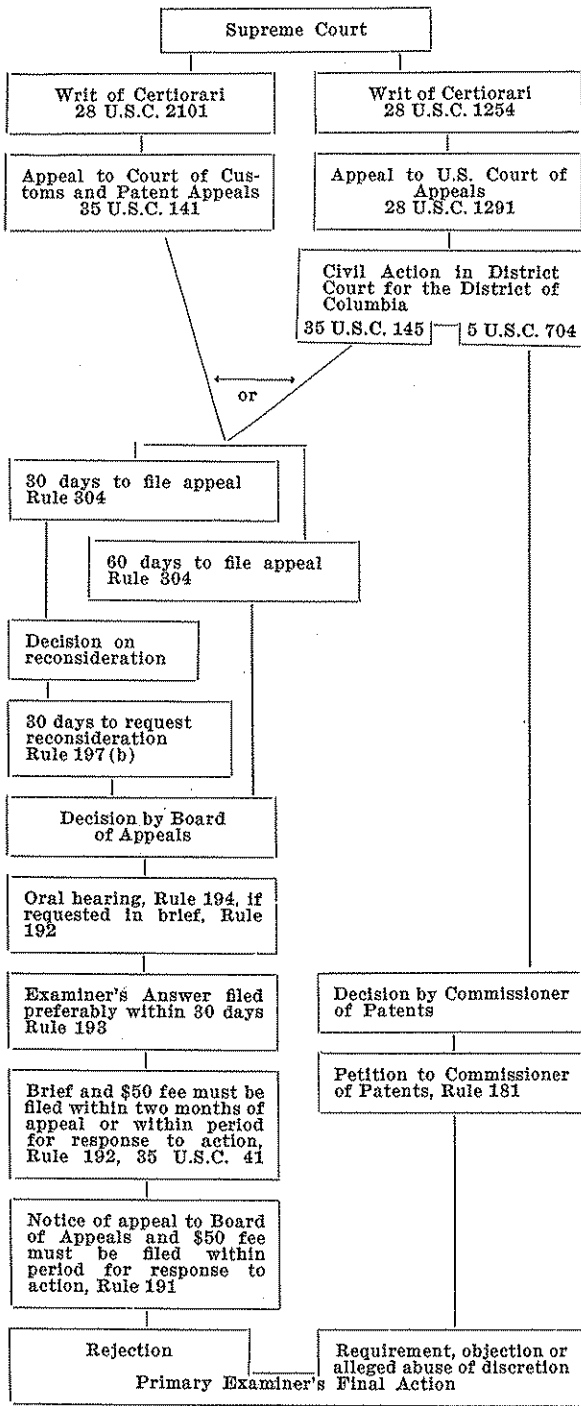 Supreme Court
Writ of Certiorari
28 U.S.C. 2101
Writ of Certiorari
28 U.S.C. 1254
Appeal to Court of Cus-
toms and Patent Appeals
35 U.S.C. 141
Appeal to U.S. Court of
Appeals
28 U.S.C. 1291
Civil Action in District
Court for the District of
Columbia
35 U.S.C. 145 5 U.S.C. 704
or
30 days to file appeal
Rule 304
60 days to file appeal
Rule 304
Decision on
reconsideration
30 days to request
reconsideration
Rule 197(b)
Decision by Board
of Appeals
Oral hearing, Rule 194, if
requested in brief, Rule
192
Examiner's Answer filed
preferably within 30 days
Rule 193
Decision by Commissioner
of Patents
Brief and $50 fee must be
filed within two months of
appeal or within period
for response to action,
Rule 192, 35 U.S.C. 41
Petition to Commissioner
of Patents, Rule 181
Notice of appeal to Board
of Appeals and $50 fee
must be filed within
period for response to
action, Rule 191
Rejection
Requirement, objection or
alleged abuse of discretion
Primary Examiner's Final Action